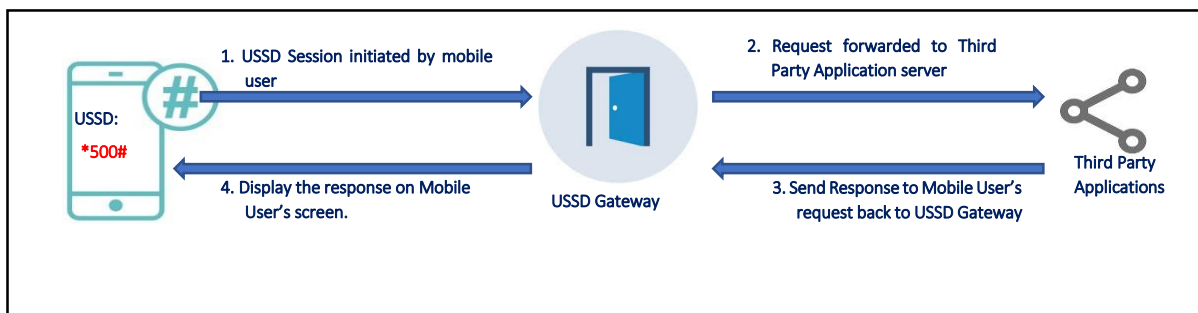 1. USSD Session initiated by mobile
user
2. Request forwarded to Third
Party Application server
#
USSD:
*500#
4. Display the response on Mobile
User's screen.
USSD Gateway
3. Send Response to Mobile User's
request back to USSD Gateway
Third Party
Applications